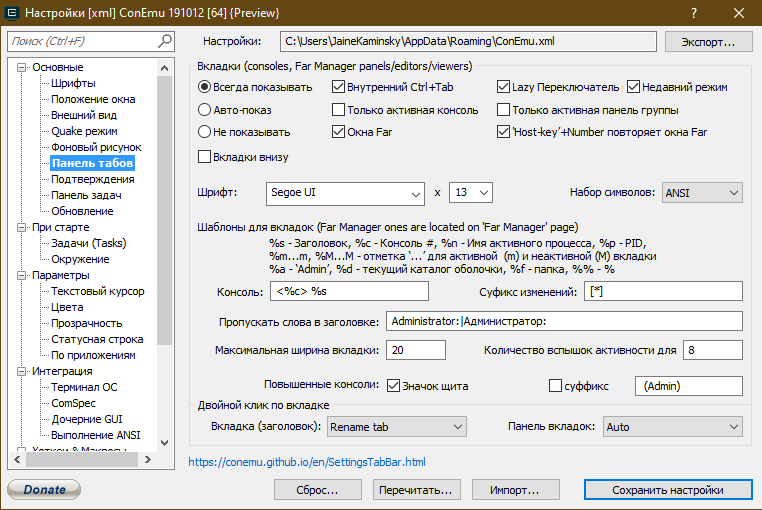 Настройки [xml] ConEmu 191012 [64] {Preview}
Поиск (Ctrl+F)
Настройки: C:\Users\JaineKaminsky\AppData\Roaming\ConEmu.xml Экспорт...
Основные
Шрифты
Положение окна
Внешний вид
Quake режим
Фоновый рисунок
Панель табов
Подтверждения
Панель задач
Обновление
При старте
Задачи (Tasks)
Окружение
Параметры
Текстовый курсор
Цвета
Прозрачность
Статусная строка
По приложениям
Интеграция
Терминал ОС
ComSpec
Дочерние GUI
Выполнение ANSI
Хоткеи & Макросы
Вкладки (consoles, Far Manager panels/editors/viewers)
Всегда показывать Внутренний Ctrl+Tab Lazy Переключатель Недавний режим
Авто-показ Только активная консоль Только активная панель группы
Не показывать Окна Far 'Host-key'+Number повторяет окна Far
Вкладки внизу
Шрифт: Segoe UI x 13 Набор символов: ANSI
Шаблоны для вкладок (Far Manager ones are located on 'Far Manager' page)
%s - Заголовок, %c - Консоль #, %n - Имя активного процесса, %p - PID,
%m...m, %M...M - отметка '...' для активной (m) и неактивной (M) вкладки
%a - 'Admin', %d - текущий каталог оболочки, %f - папка, %% - %
Консоль: <%c> %s Суфикс изменений: [*]
Пропускать слова в заголовке: Administrator:|Администратор:
Максимальная ширина вкладки: 20 Количество вспышок активности для 8
Повышенные консоли: Значок щита суффикс (Admin)
Двойной клик по вкладке
Вкладка (заголовок): Rename tab Панель вкладок: Auto
https://conemu.github.io/en/SettingsTabBar.html
Donate Сброс... Перечитать... Импорт... Сохранить настройки